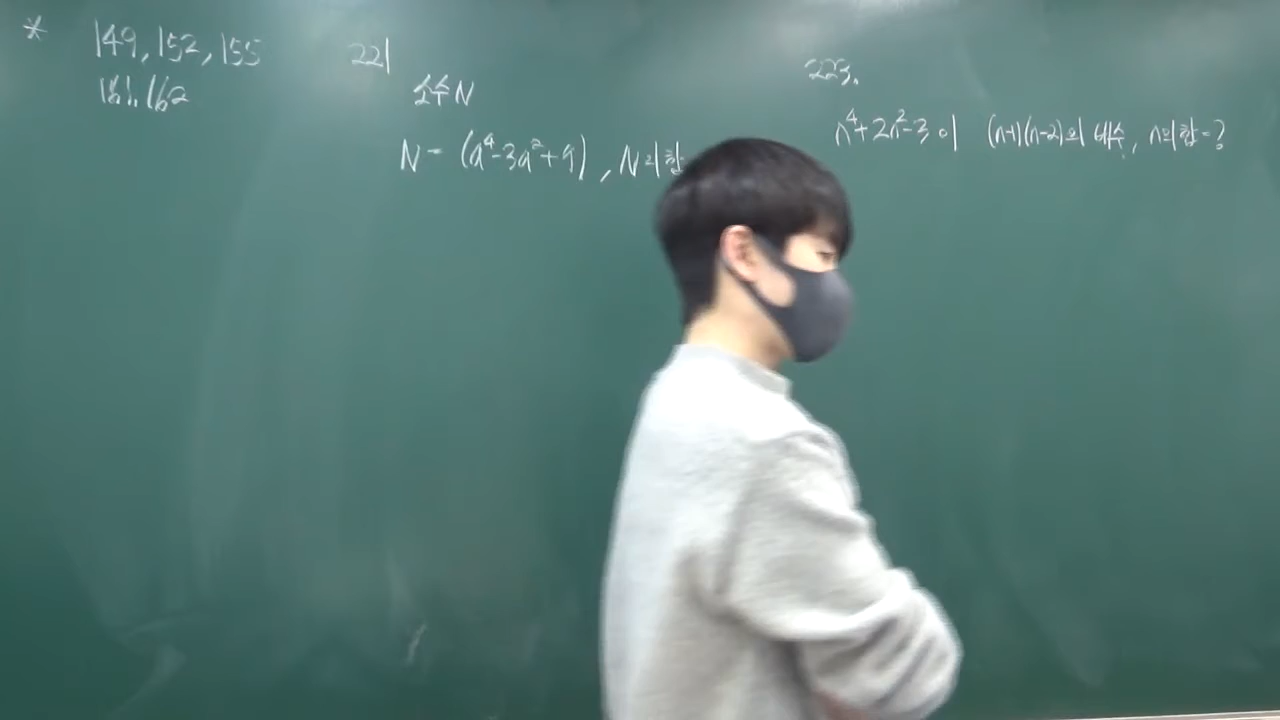 * 149, 152, 155
161. 162
221
소수 N
N = (a⁴-3a²+9) , N의 합
223.
n⁴+2n²-3이 (n-1)(n-2)의 배수, n의 합=?